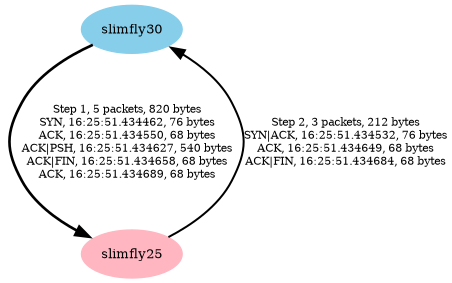 slimfly30
Step 1, 5 packets, 820 bytes
SYN, 16:25:51.434462, 76 bytes
ACK, 16:25:51.434550, 68 bytes
ACK|PSH, 16:25:51.434627, 540 bytes
ACK|FIN, 16:25:51.434658, 68 bytes
ACK, 16:25:51.434689, 68 bytes
Step 2, 3 packets, 212 bytes
SYN|ACK, 16:25:51.434532, 76 bytes
ACK, 16:25:51.434649, 68 bytes
ACK|FIN, 16:25:51.434684, 68 bytes
slimfly25